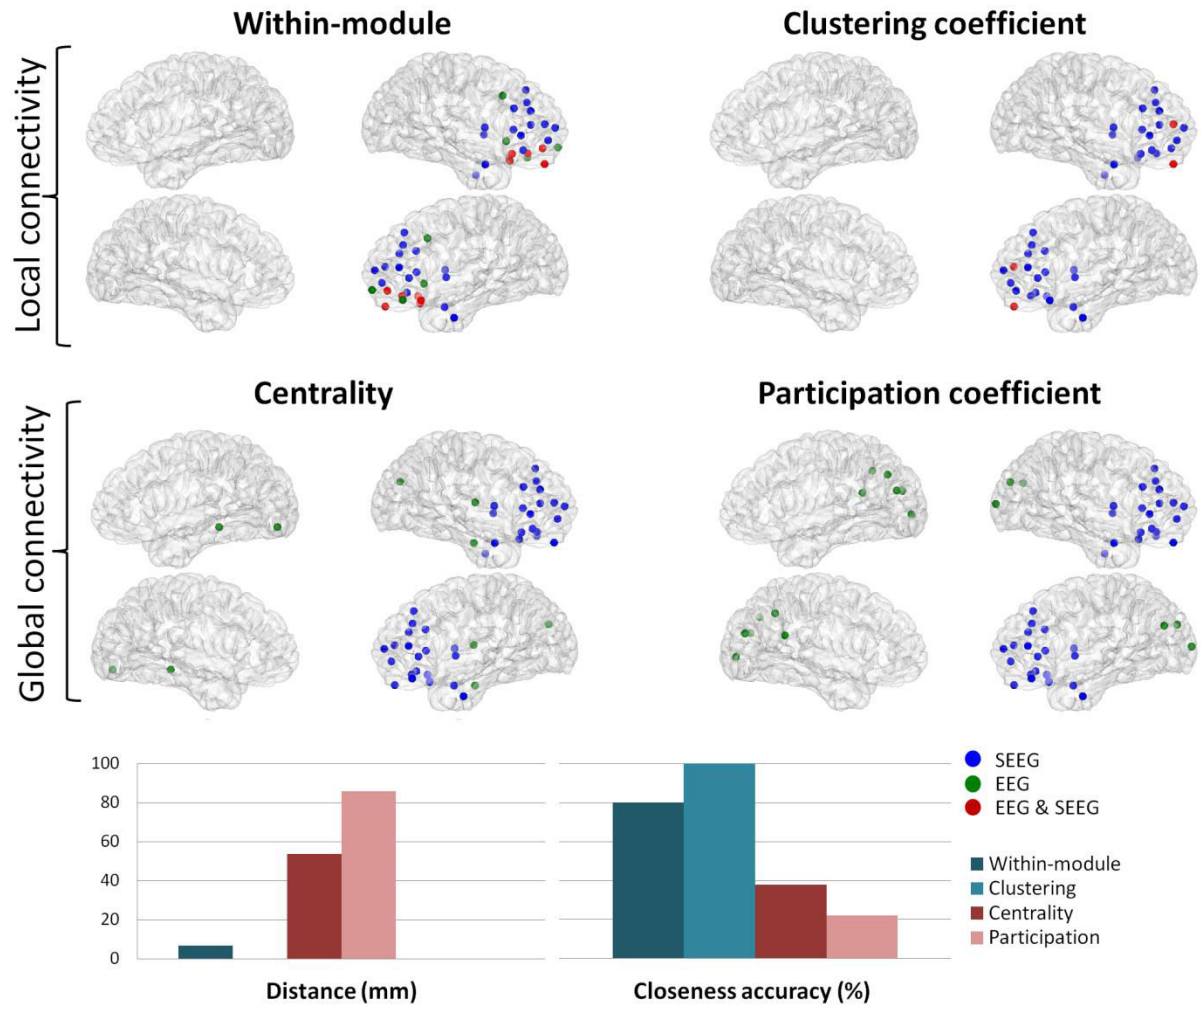 Within-module
Clustering coefficient
Local connectivity
Centrality
Participation coefficient
Global connectivity
100
80
60
40
20
0
Distance (mm)
Closeness accuracy (%)
SEEG
EEG
EEG & SEEG
Within-module
Clustering
Centrality
Participation